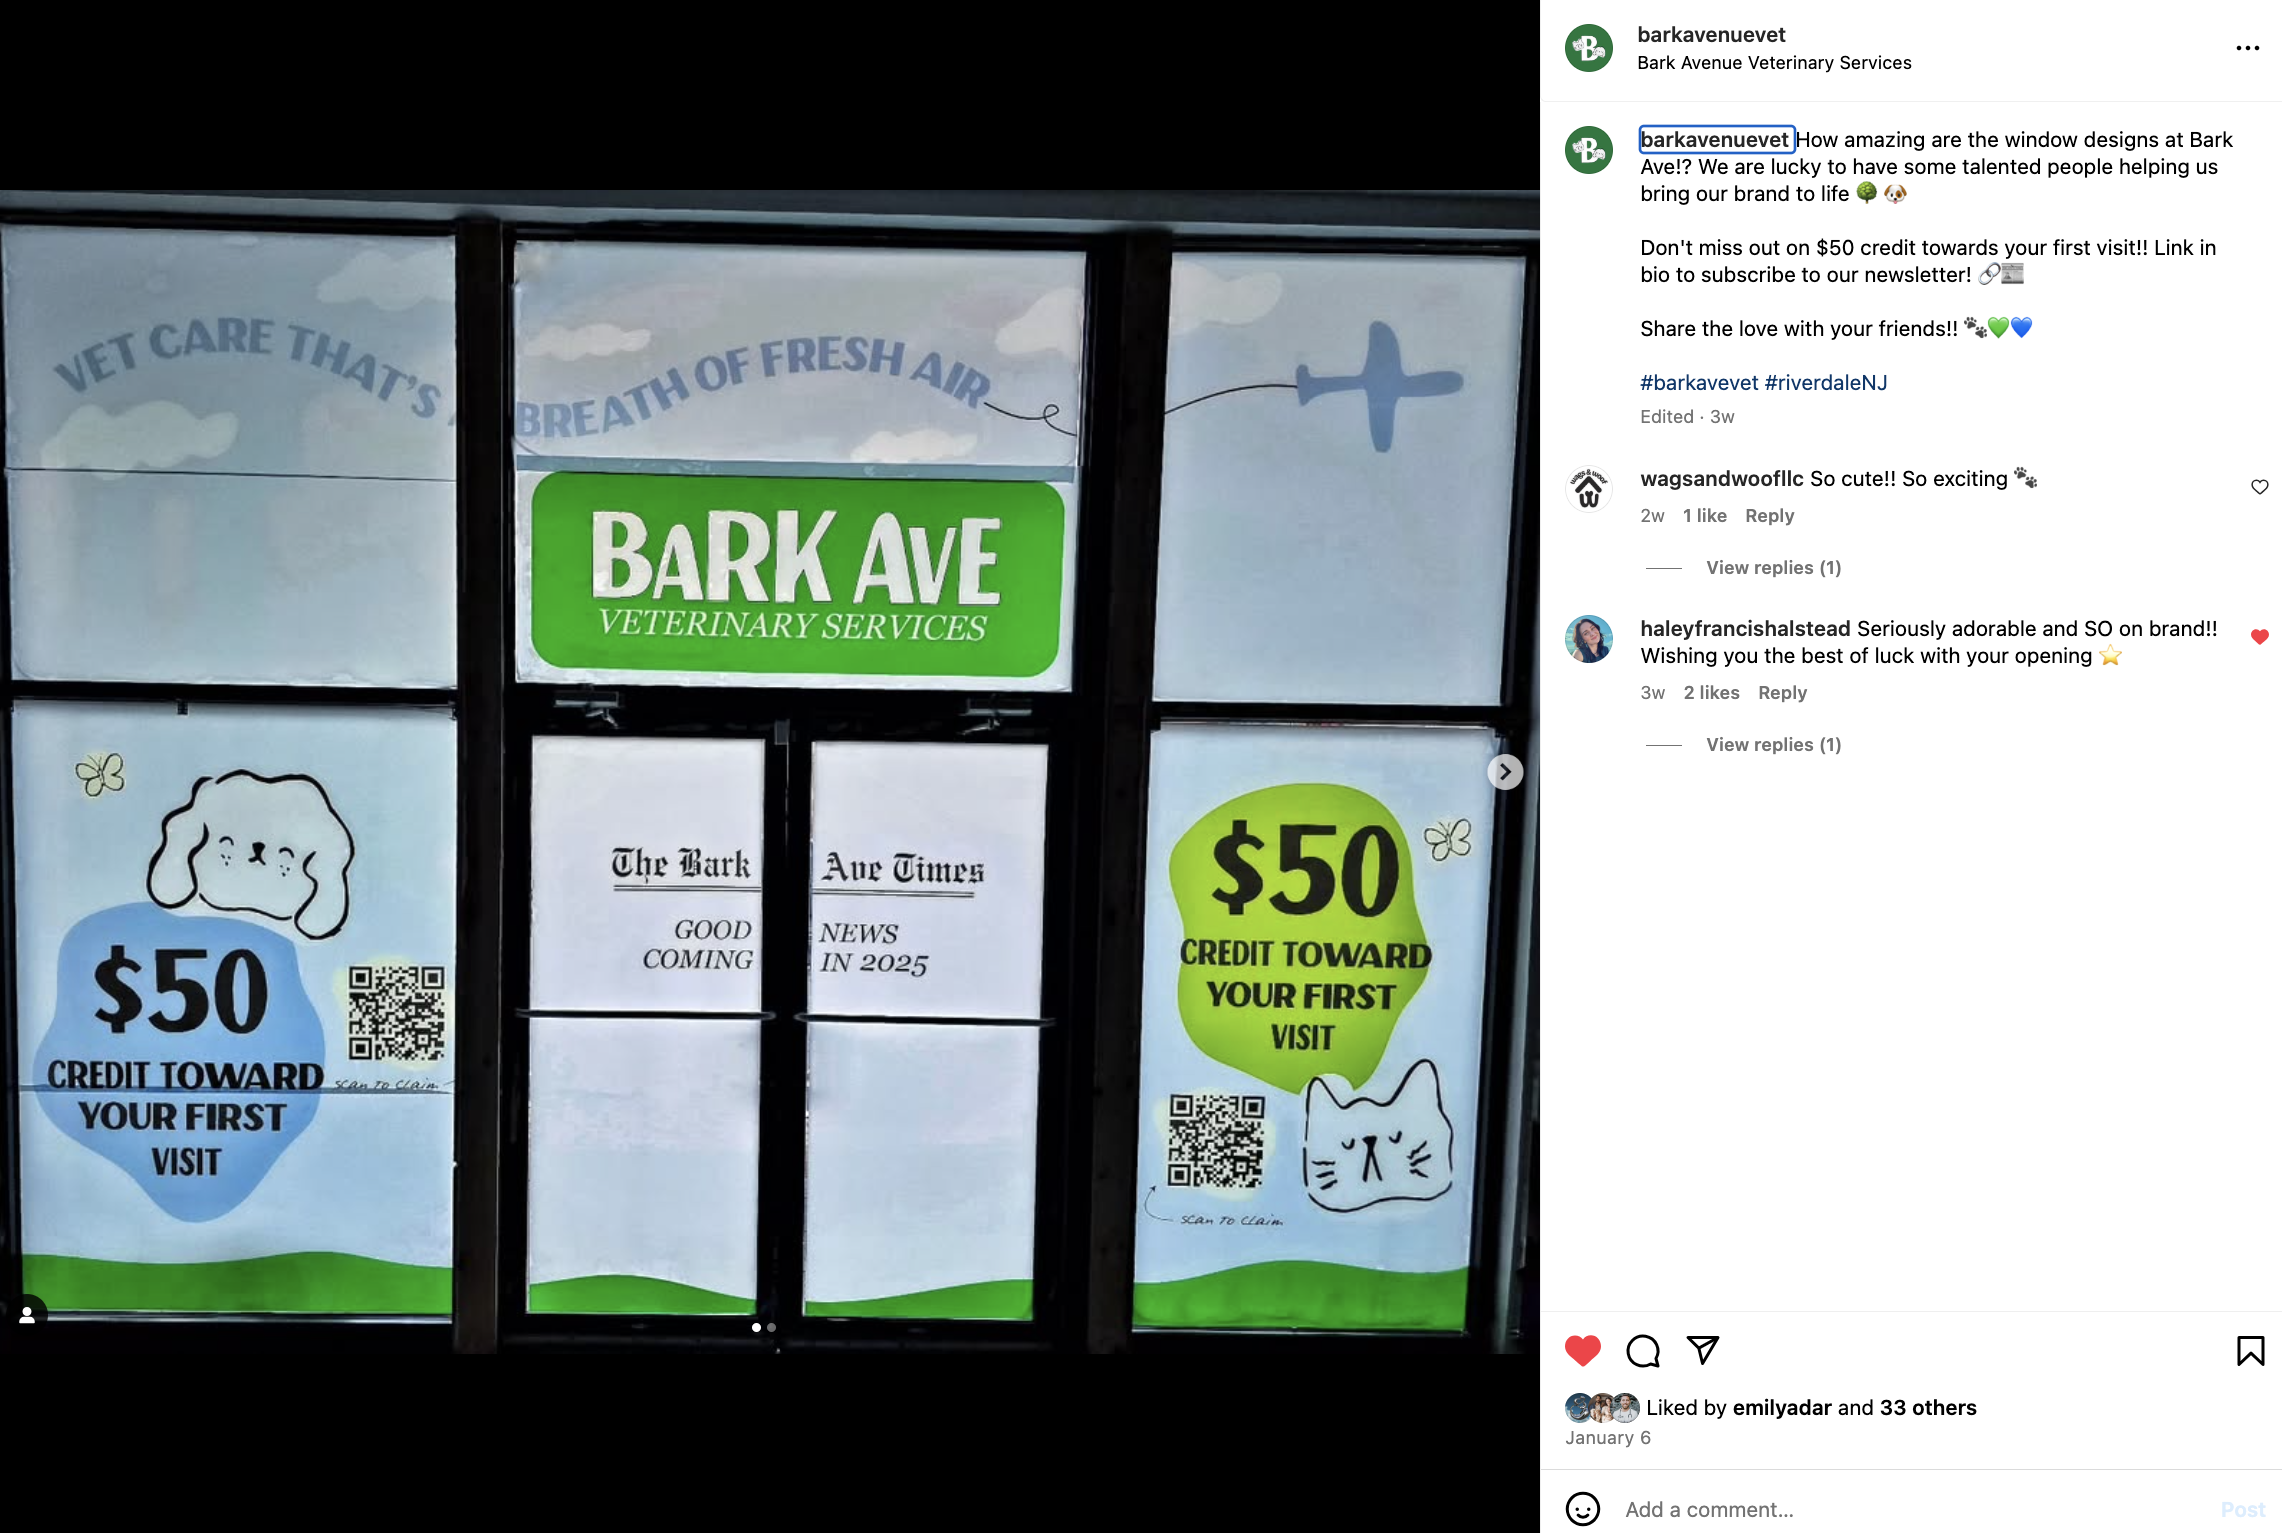 VET CARE THAT'S
BREATH OF FRESH AIR
BARK AVE
VETERINARY SERVICES
$50
CREDIT TOWARD
YOUR FIRST
VISIT
scan to claim
The Bark Ave Times
GOOD NEWS
COMING IN 2025
$50
CREDIT TOWARD
YOUR FIRST
VISIT
scan to claim
barkavenuevet
Bark Avenue Veterinary Services
barkavenuevet How amazing are the window designs at Bark
Ave!? We are lucky to have some talented people helping us
bring our brand to life 🌳 🐶
Don't miss out on $50 credit towards your first visit!! Link in
bio to subscribe to our newsletter! 🔗📰
Share the love with your friends!! 🐾💚💙
#barkavevet #riverdaleNJ
Edited · 3w
wagsandwoofllc So cute!! So exciting 🐾
2w 1 like Reply
View replies (1)
haleyfrancishalstead Seriously adorable and SO on brand!!
Wishing you the best of luck with your opening ⭐
3w 2 likes Reply
View replies (1)
Liked by emilyadar and 33 others
January 6
Add a comment...
Post